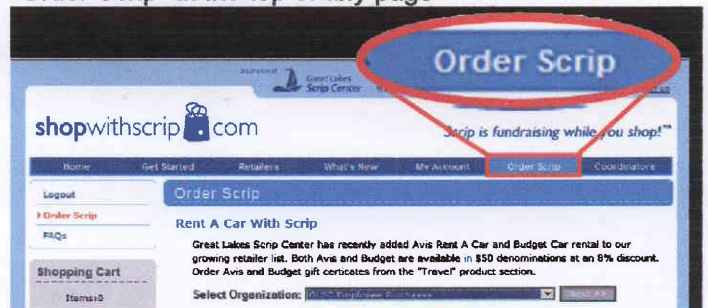 Order Scrip
Great Lakes
Scrip Center
shopwithscrip.com
Scrip is fundraising while you shop!™
Home Get Started Retailers What's New My Account Order Scrip Coordinators
Logout
Order Scrip
Order Scrip
FAQs
Rent A Car With Scrip
Great Lakes Scrip Center has recently added Avis Rent A Car and Budget Car rental to our
growing retailer list. Both Avis and Budget are available in $50 denominations at an 8% discount.
Order Avis and Budget gift certicates from the "Travel" product section.
Shopping Cart
Items:0
Select Organization: